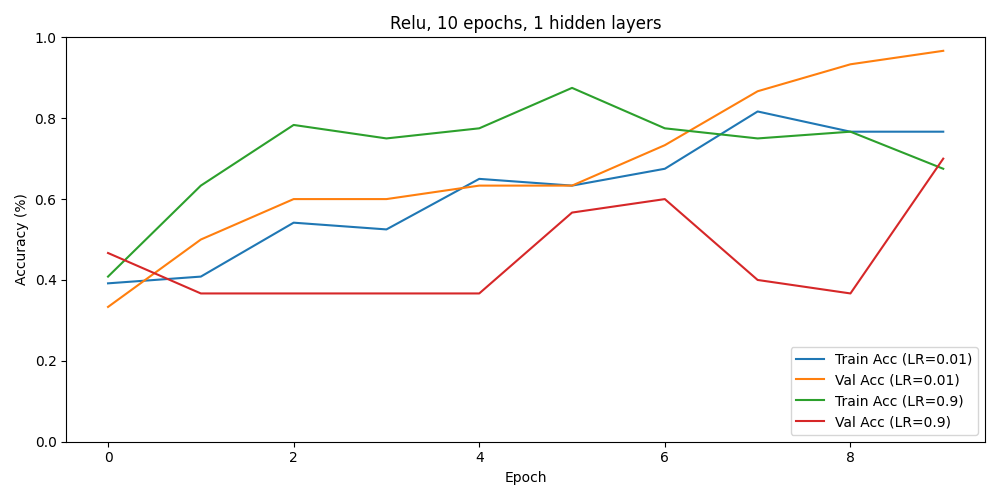 Relu, 10 epochs, 1 hidden layers
1.0
0.8
0.6
0.4
0.2
0.0
Accuracy (%)
0 2 4 6 8
Epoch
Train Acc (LR=0.01)
Val Acc (LR=0.01)
Train Acc (LR=0.9)
Val Acc (LR=0.9)